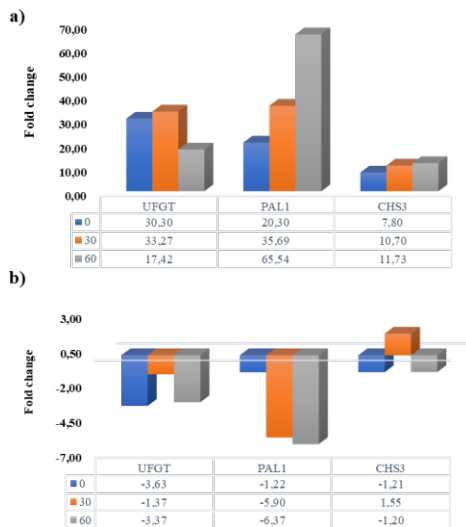 a)
Fold change
70,00
60,00
50,00
40,00
30,00
20,00
10,00
0,00
UFGT PAL1 CHS3
0 30,30 20,30 7,80
30 33,27 35,69 10,70
60 17,42 65,54 11,73
b)
Fold change
3,00
0,50
-2,00
-4,50
-7,00
UFGT PAL1 CHS3
0 -3,63 -1,22 -1,21
30 -1,37 -5,90 1,55
60 -3,37 -6,37 -1,20